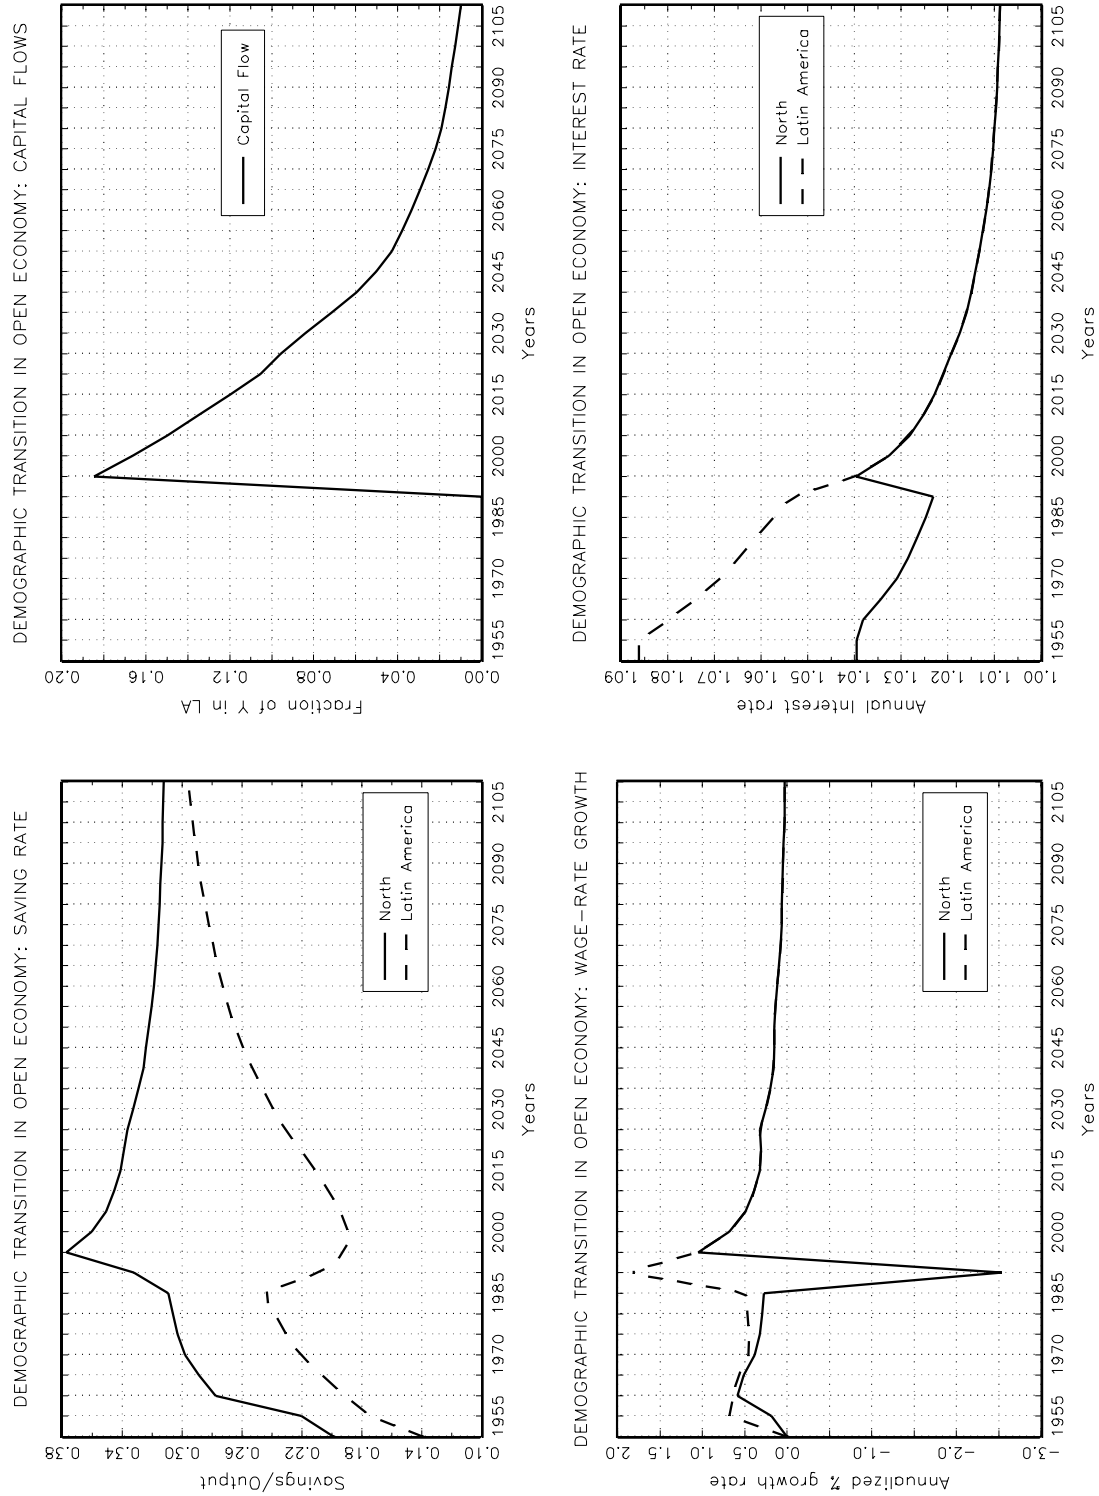 DEMOGRAPHIC TRANSITION IN OPEN ECONOMY: SAVING RATE
Savings/Output
0.38
0.34
0.30
0.26
0.22
0.18
0.14
0.10
North
Latin America
1955 1970 1985 2000 2015 2030 2045 2060 2075 2090 2105
Years
DEMOGRAPHIC TRANSITION IN OPEN ECONOMY: CAPITAL FLOWS
Fraction of Y in LA
0.20
0.16
0.12
0.08
0.04
0.00
Capital Flow
1955 1970 1985 2000 2015 2030 2045 2060 2075 2090 2105
Years
DEMOGRAPHIC TRANSITION IN OPEN ECONOMY: WAGE-RATE GROWTH
Annualized % growth rate
2.0
1.5
1.0
0.5
0.0
-1.0
-2.0
-3.0
North
Latin America
1955 1970 1985 2000 2015 2030 2045 2060 2075 2090 2105
Years
DEMOGRAPHIC TRANSITION IN OPEN ECONOMY: INTEREST RATE
Annual Interest rate
1.09
1.08
1.07
1.06
1.05
1.04
1.03
1.02
1.01
1.00
North
Latin America
1955 1970 1985 2000 2015 2030 2045 2060 2075 2090 2105
Years